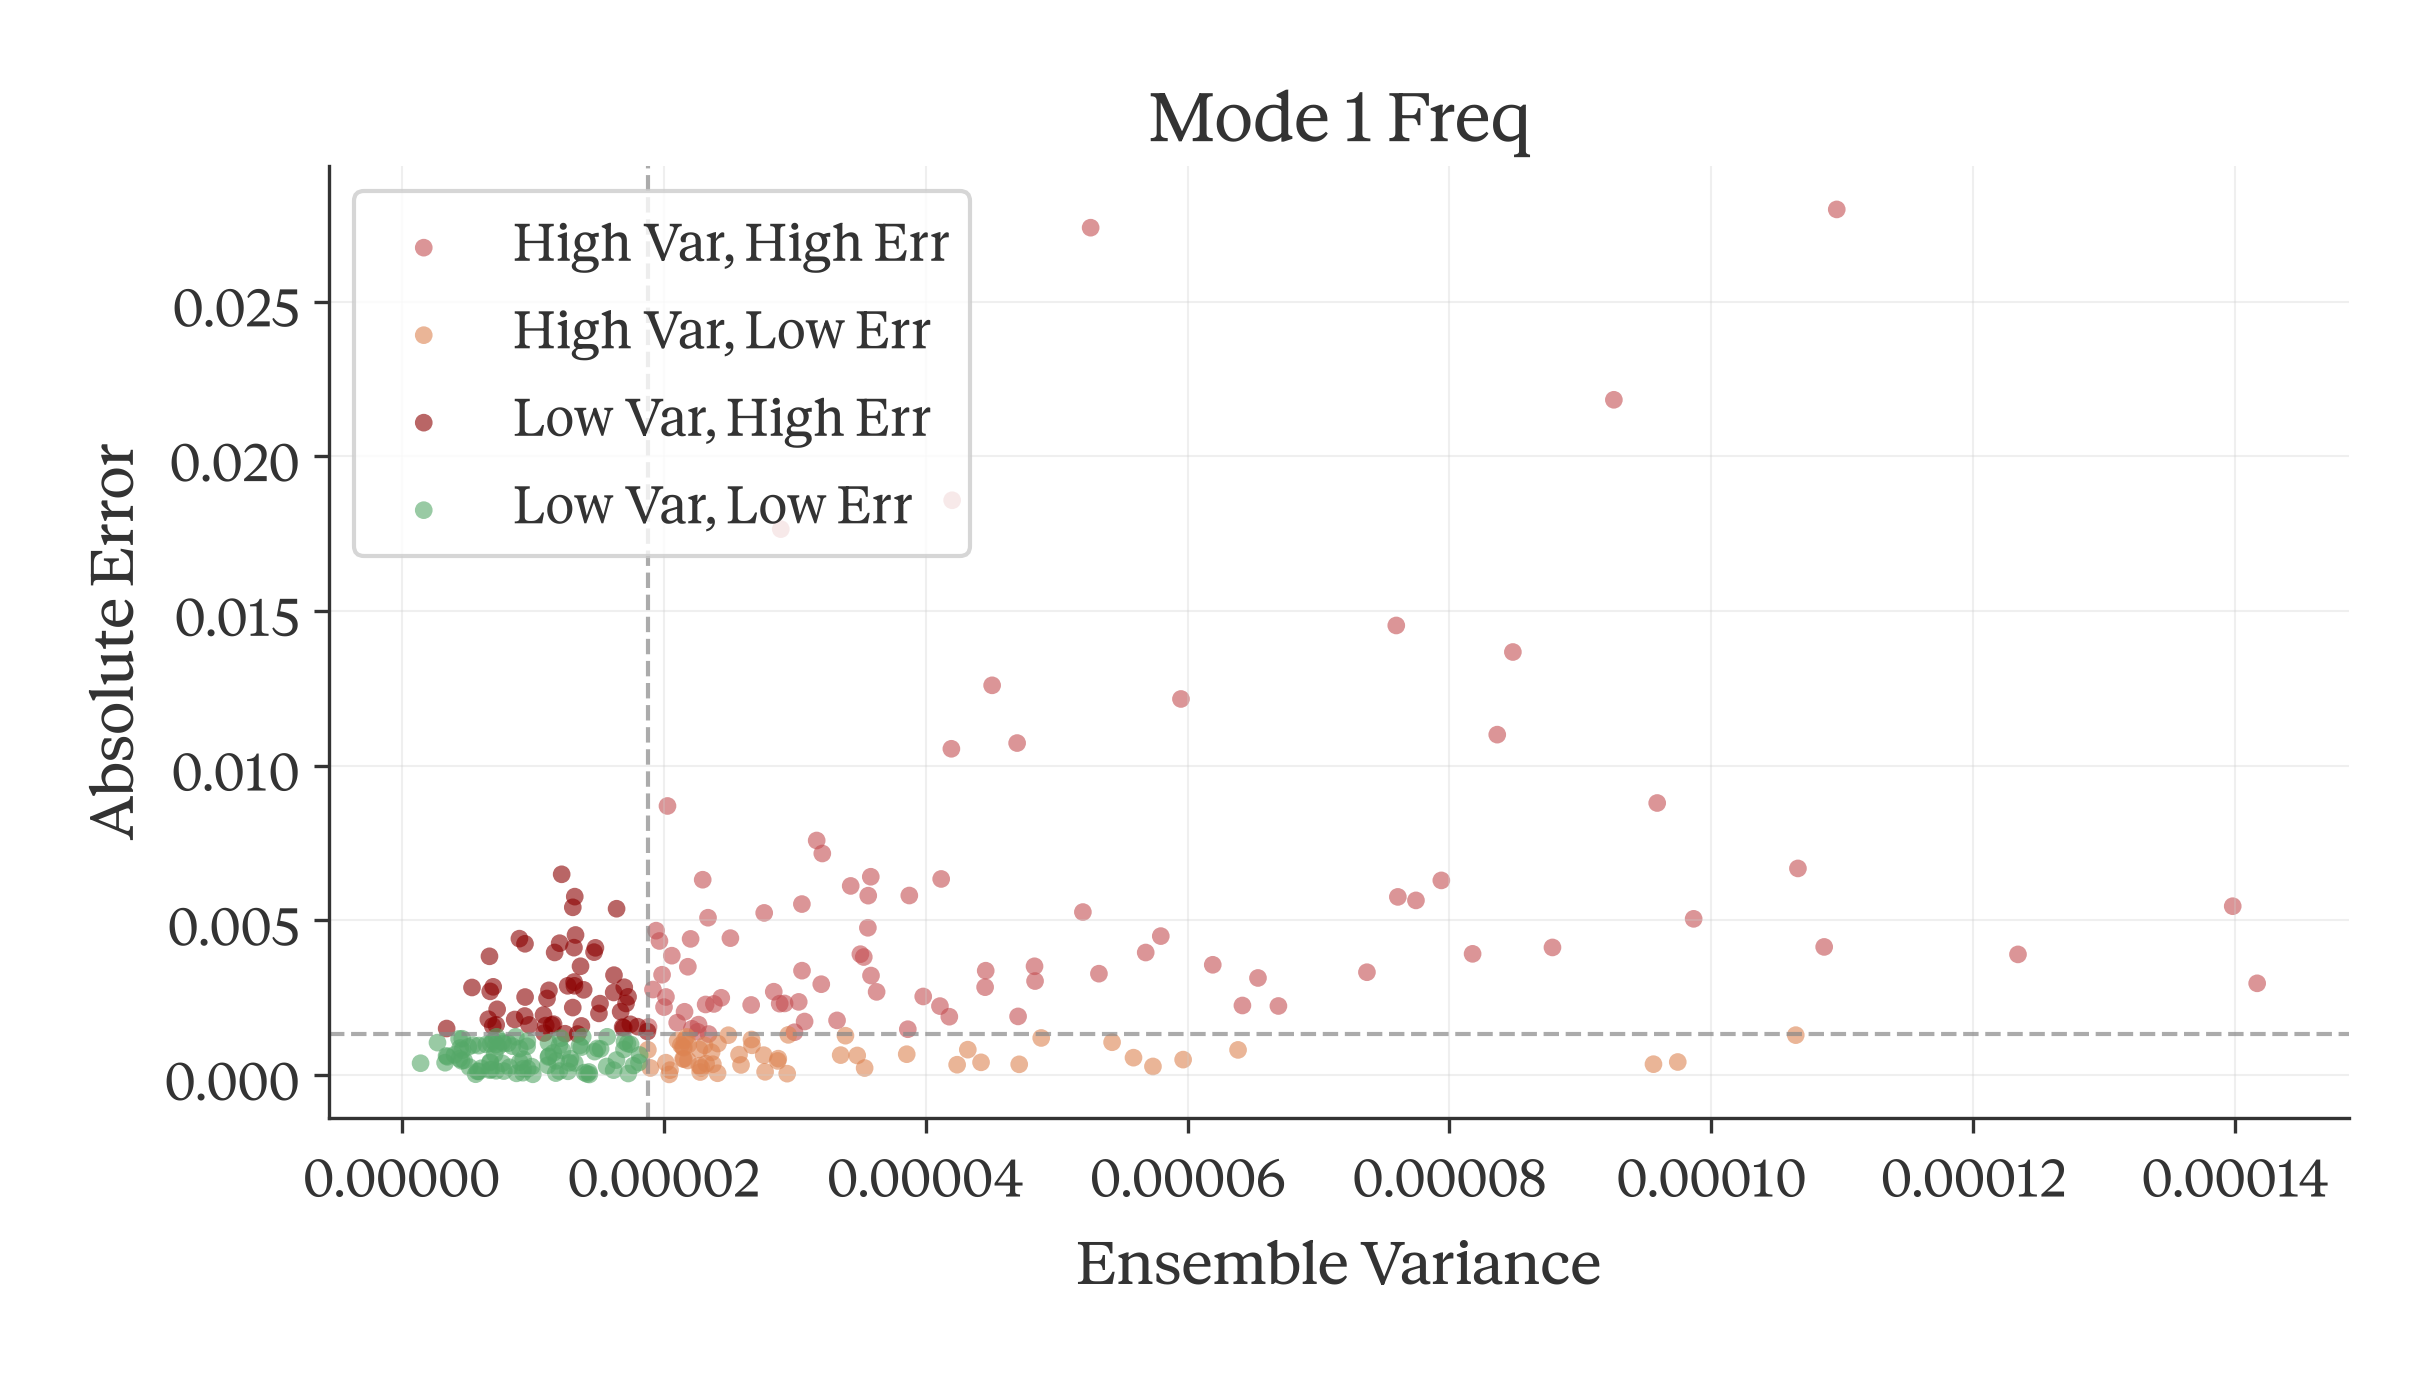 Mode 1 Freq
High Var, High Err
High Var, Low Err
Low Var, High Err
Low Var, Low Err
Absolute Error
0.025
0.020
0.015
0.010
0.005
0.000
0.00000 0.00002 0.00004 0.00006 0.00008 0.00010 0.00012 0.00014
Ensemble Variance